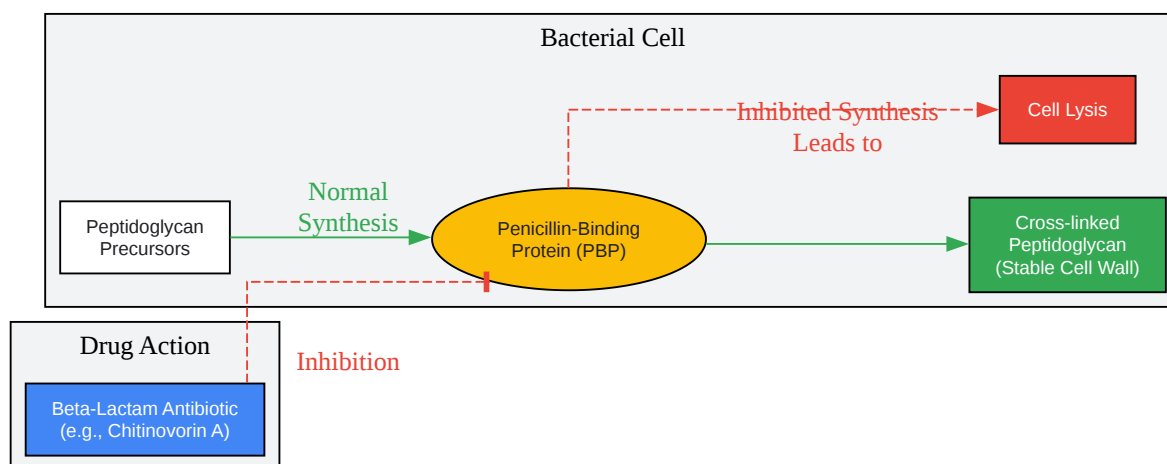 Bacterial Cell
Inhibited Synthesis
Leads to
Cell Lysis
Normal
Synthesis
Peptidoglycan
Precursors
Penicillin-Binding
Protein (PBP)
Cross-linked
Peptidoglycan
(Stable Cell Wall)
Drug Action
Inhibition
Beta-Lactam Antibiotic
(e.g., Chitinovorin A)